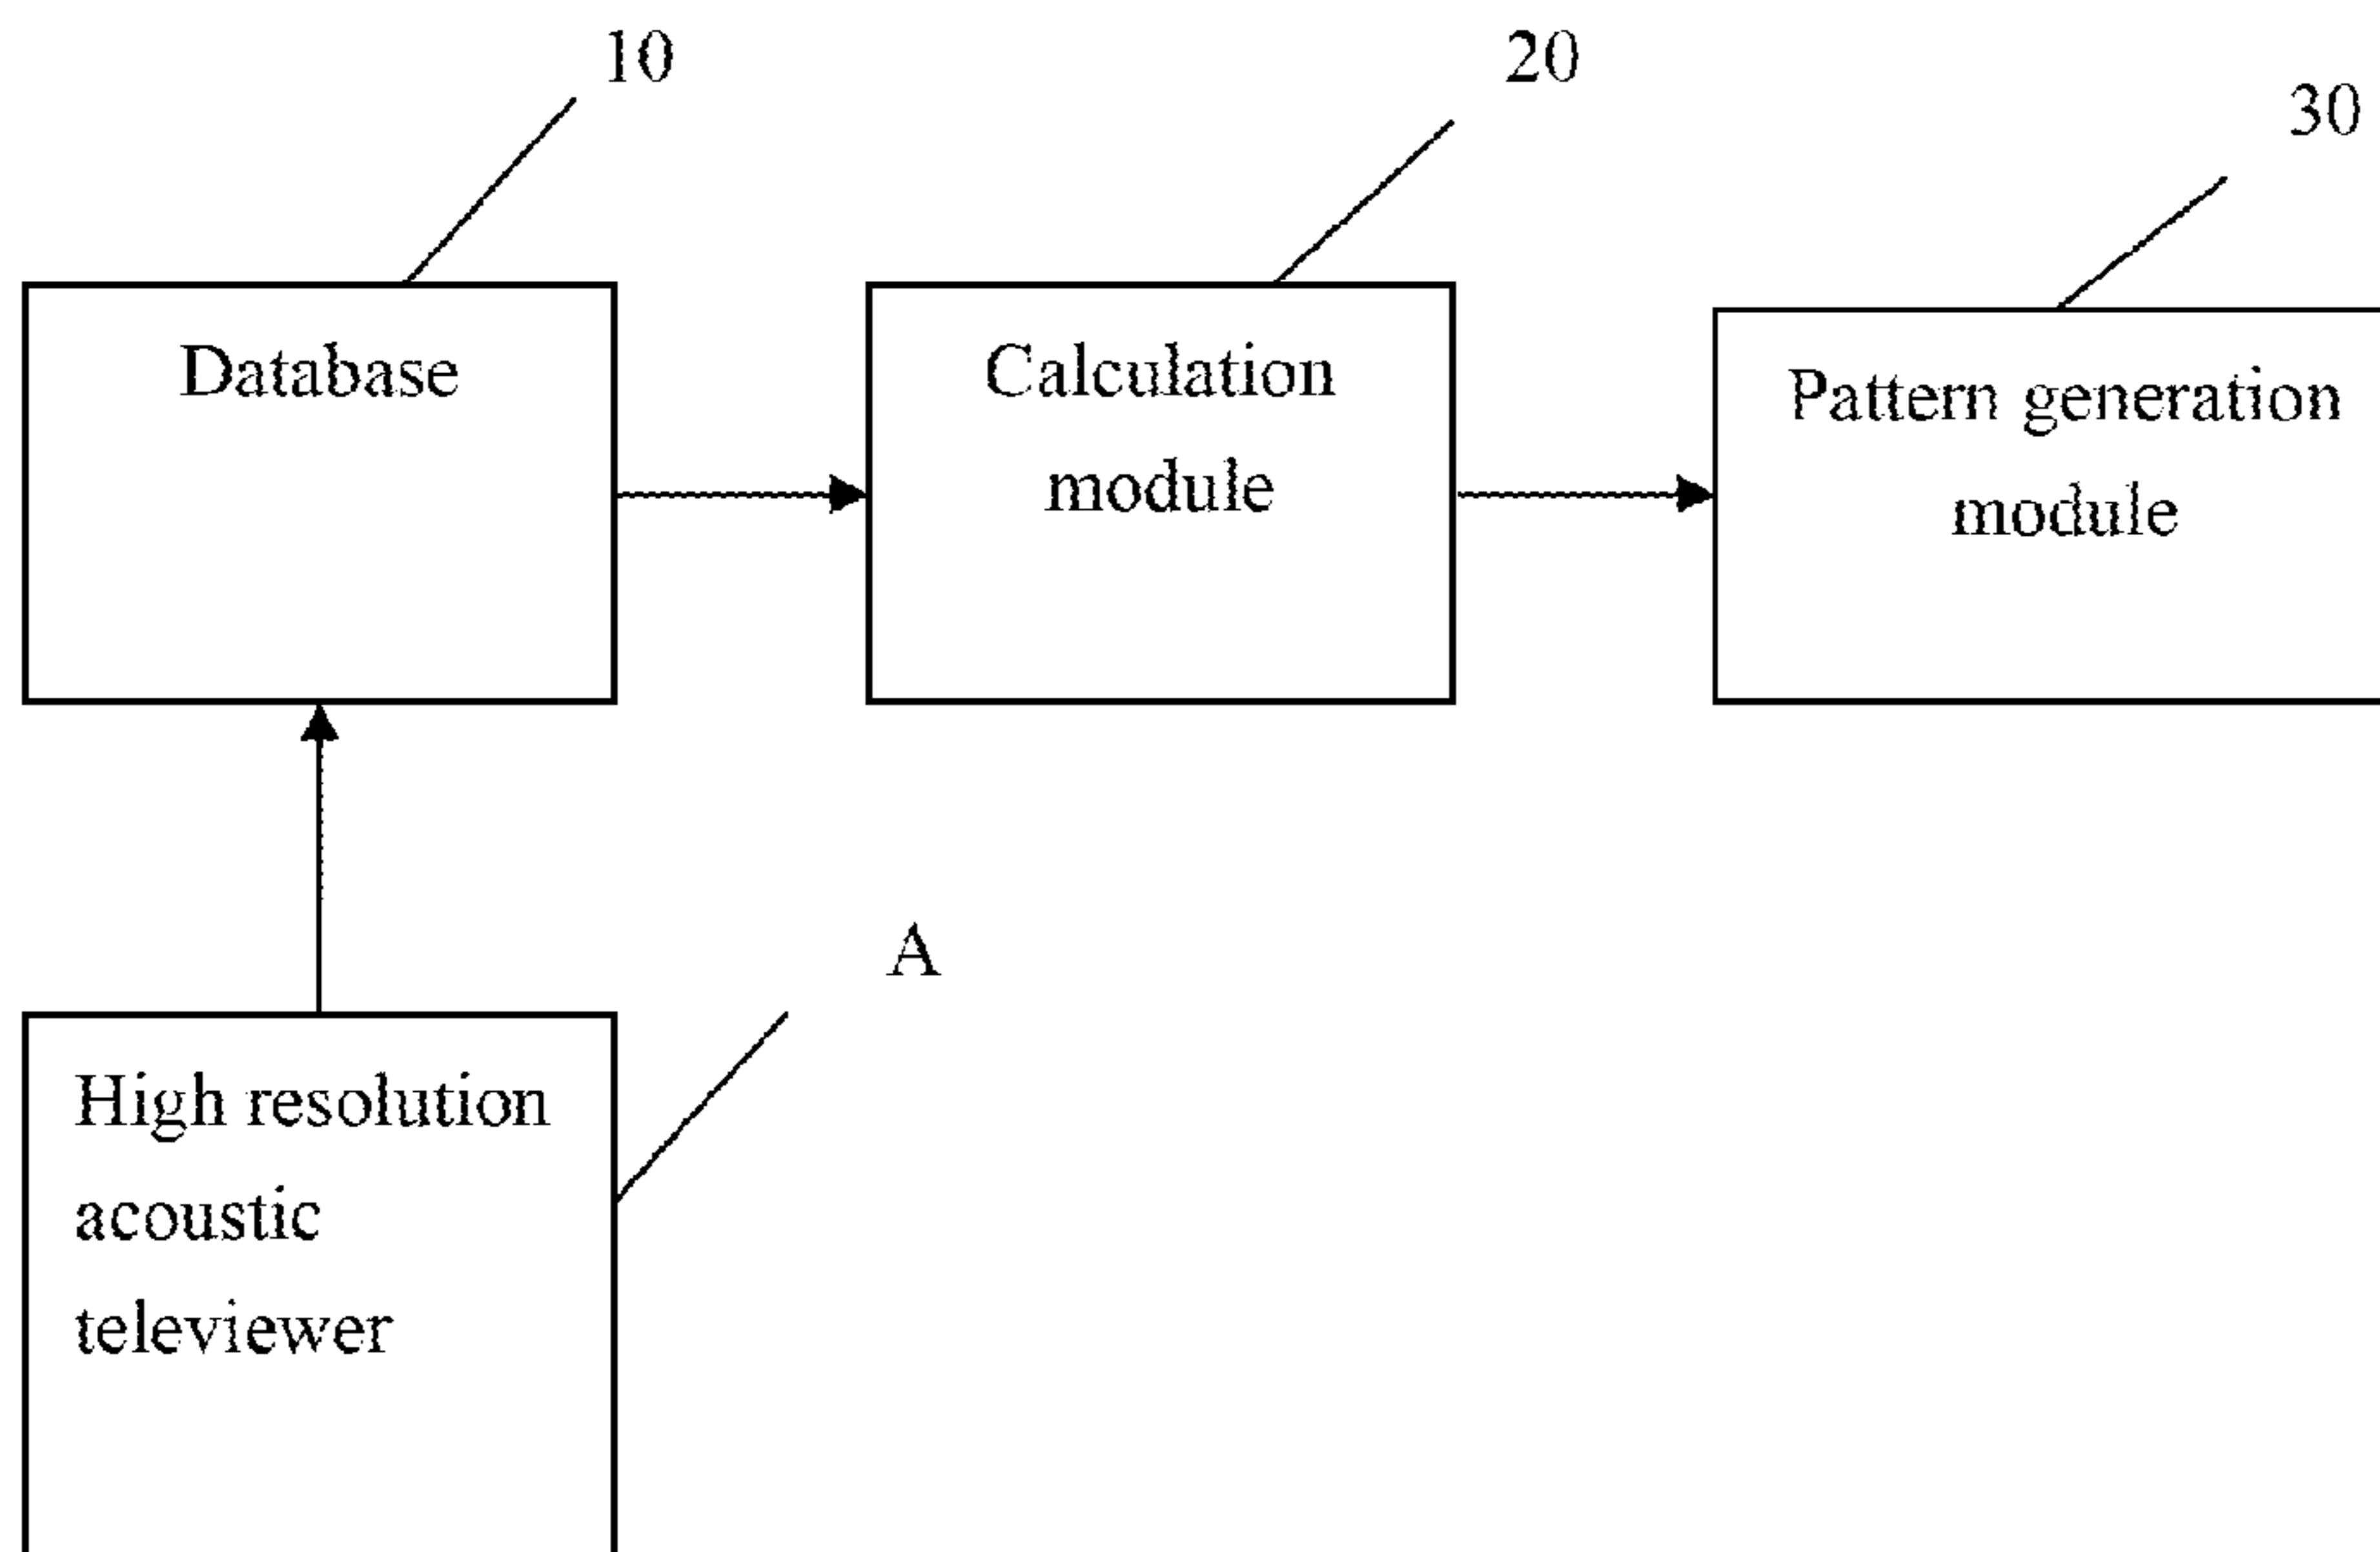 10
20
30
Database
Calculation
module
Pattern generation
module
A
High resolution
acoustic
televiewer